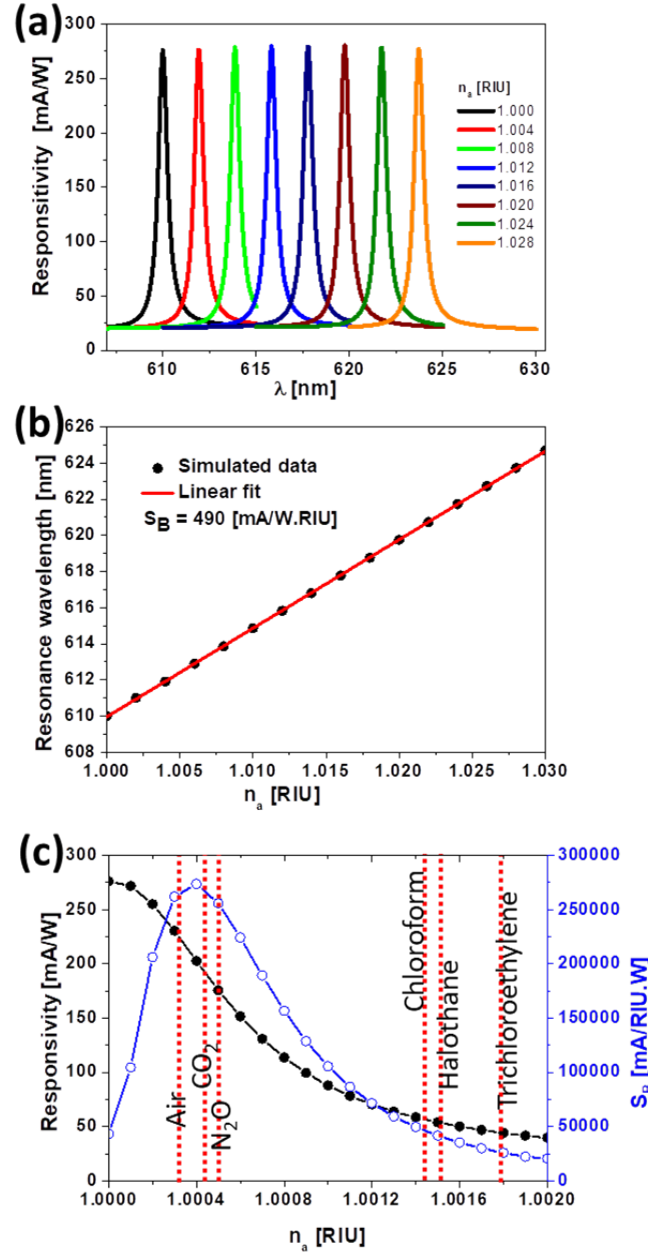 (a)
300
250
200
150
100
50
0
Responsitivity [mA/W]
n_a [RIU]
1.000
1.004
1.008
1.012
1.016
1.020
1.024
1.028
610 615 620 625 630
λ [nm]
(b)
626
624
622
620
618
616
614
612
610
608
Resonance wavelength [nm]
Simulated data
Linear fit
S_B = 490 [mA/W.RIU]
1.000 1.005 1.010 1.015 1.020 1.025 1.030
n_a [RIU]
(c)
300
250
200
150
100
50
0
Responsivity [mA/W]
Air
CO₂
N₂O
Chloroform
Halothane
Trichloroethylene
300000
250000
200000
150000
100000
50000
0
[mA/RIU.W]
1.0000 1.0004 1.0008 1.0012 1.0016 1.0020
n_a [RIU]